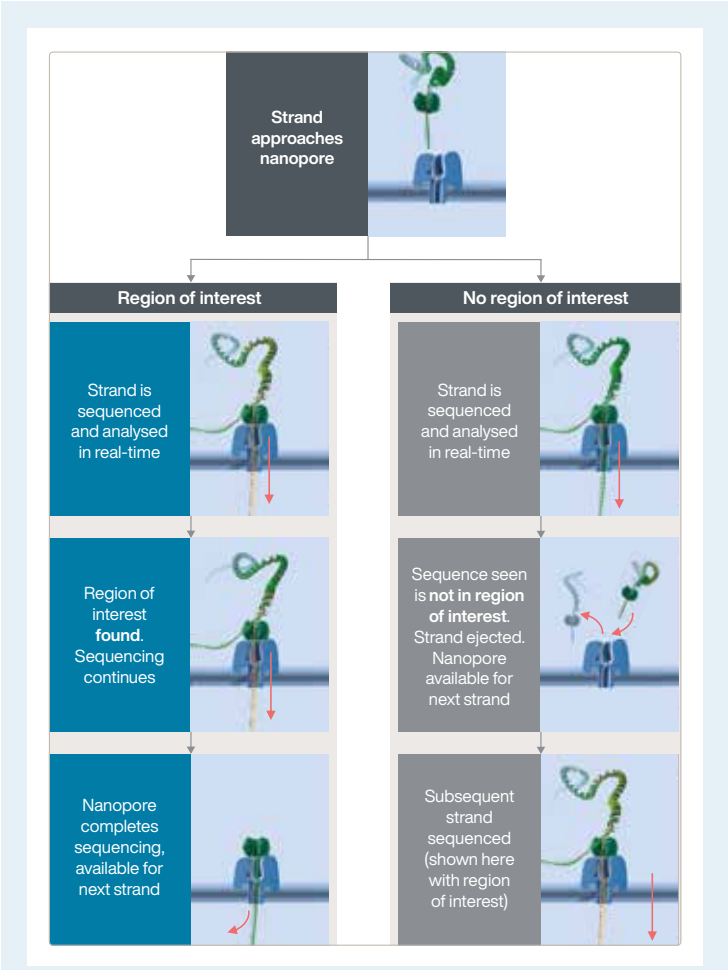 Strand
approaches
nanopore
Region of interest
Strand is
sequenced
and analysed
in real-time
Region of
interest
found.
Sequencing
continues
Nanopore
completes
sequencing,
available for
next strand
No region of interest
Strand is
sequenced
and analysed
in real-time
Sequence seen
is not in region
of interest.
Strand ejected.
Nanopore
available for
next strand
Subsequent
strand
sequenced
(shown here
with region
of interest)